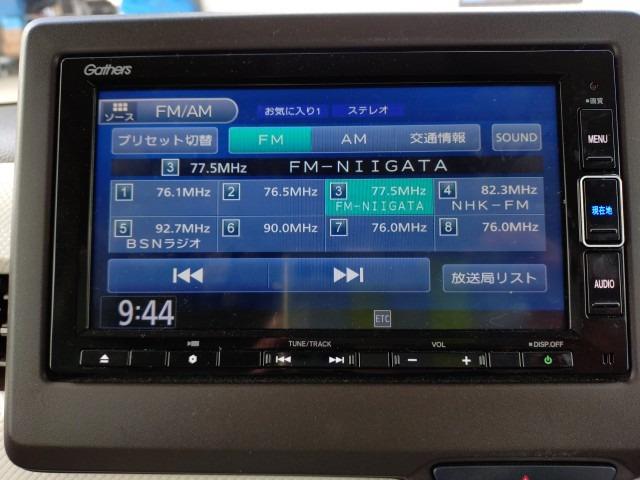 Gathers
ソース FM/AM お気に入り1 ステレオ
プリセット切替 FM AM 交通情報 SOUND
3 77.5MHz FM-NIIGATA
1 76.1MHz 2 76.5MHz 3 77.5MHz 4 82.3MHz
FM-NIIGATA NHK-FM
5 92.7MHz 6 90.0MHz 7 76.0MHz 8 76.0MHz
BSNラジオ
放送局リスト
9:44 ETC
画質
MENU
現在地
AUDIO
TUNE/TRACK VOL DISP.OFF